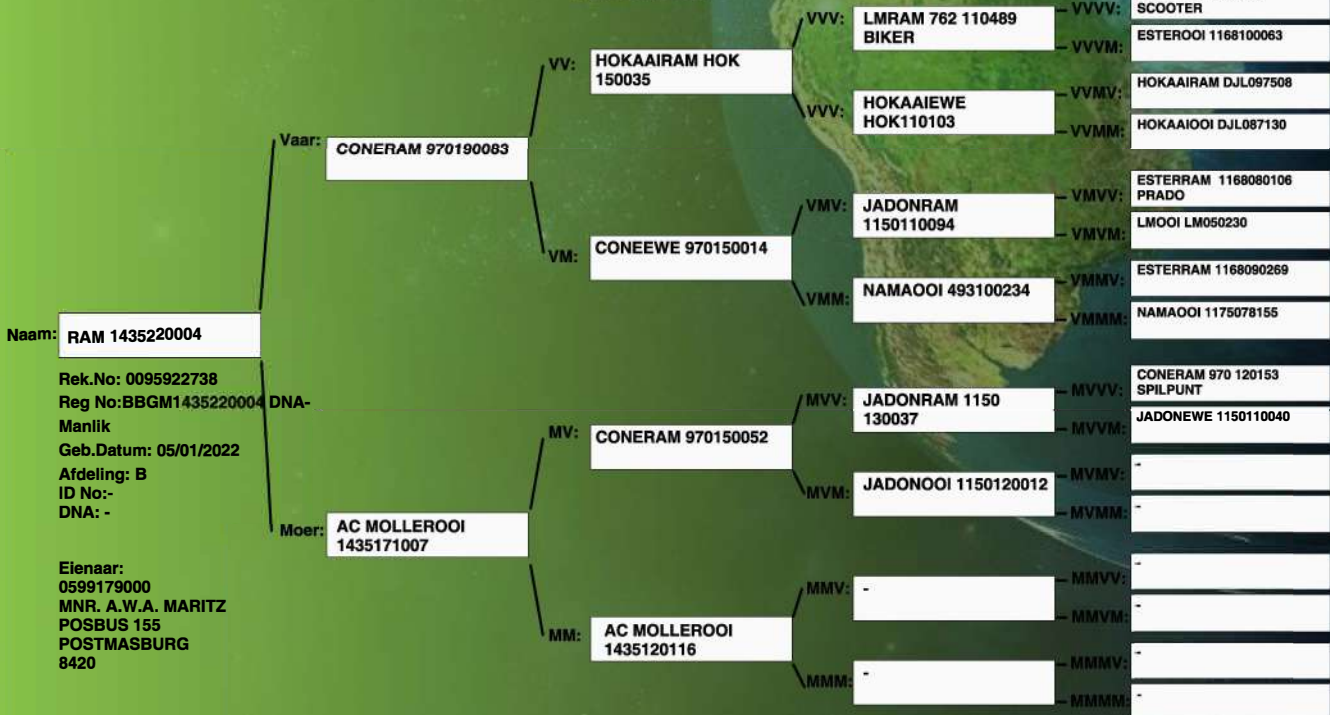 Naam:
RAM 1435220004
Rek.No: 0095922738
Reg No:BBGM1435220004 DNA-
Manlik
Geb.Datum: 05/01/2022
Afdeling: B
ID No:-
DNA: -
Eienaar:
0599179000
MNR. A.W.A. MARITZ
POSBUS 155
POSTMASBURG
8420
Vaar:
CONERAM 970190083
Moer:
AC MOLLEROOI
1435171007
VV:
HOKAAIRAM HOK
150035
VM:
CONEEWE 970150014
MV:
CONERAM 970150052
MM:
AC MOLLEROOI
1435120116
VVV:
LMRAM 762 110489
BIKER
VVV:
HOKAAIEWE
HOK110103
VMV:
JADONRAM
1150110094
VMM:
NAMAOOI 493100234
MVV:
JADONRAM 1150
130037
MVM:
JADONOOI 1150120012
MMV:
-
MMM:
-
VVVV:
SCOOTER
VVVM:
ESTEROOI 1168100063
VVMV:
HOKAAIRAM DJL097508
VVMM:
HOKAAIOOI DJL087130
VMVV:
ESTERRAM 1168080106
PRADO
VMVM:
LMOOI LM050230
VMMV:
ESTERRAM 1168090269
VMMM:
NAMAOOI 1175078155
MVVV:
CONERAM 970 120153
SPILPUNT
MVVM:
JADONEWE 1150110040
MVMV:
-
MVMM:
-
MMVV:
-
MMVM:
-
MMMV:
-
MMMM:
-